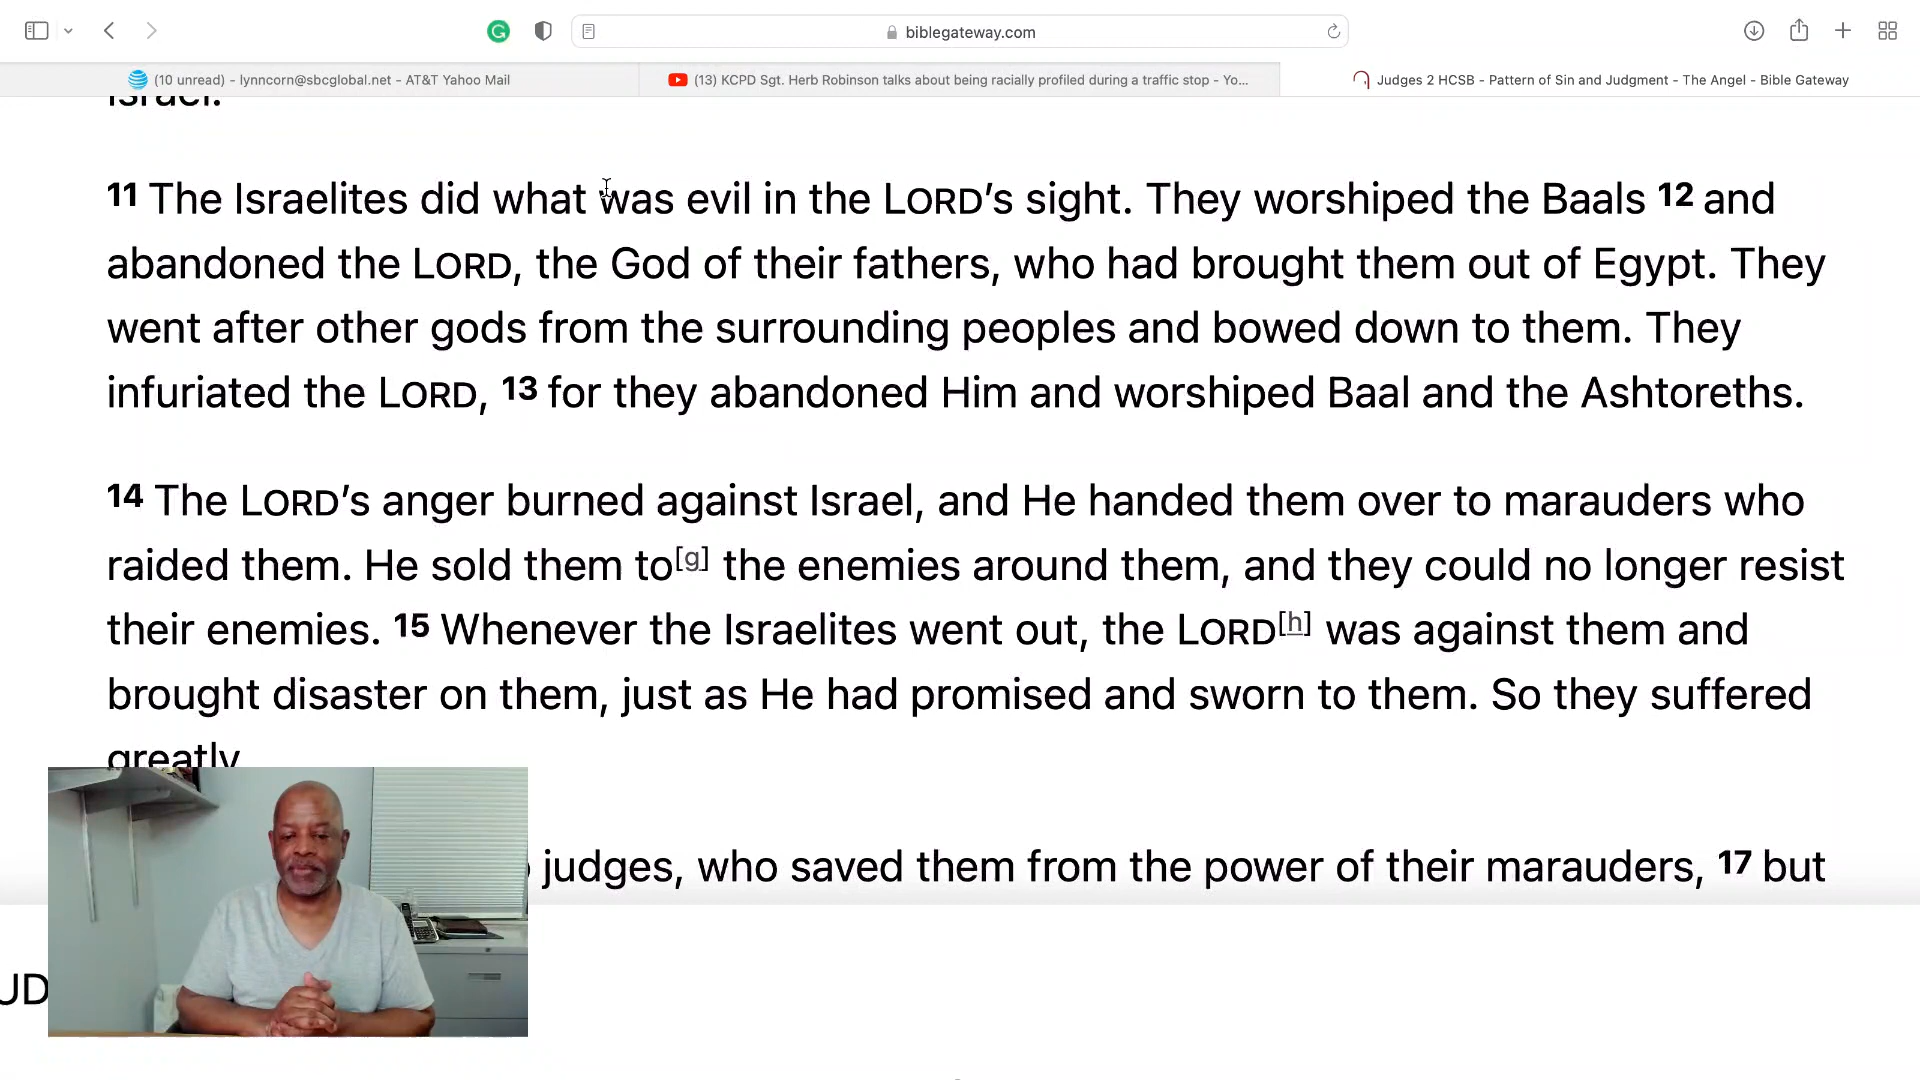 biblegateway.com
(10 unread) - lynncorn@sbcglobal.net - AT&T Yahoo Mail
(13) KCPD Sgt. Herb Robinson talks about being racially profiled during a traffic stop - Yo...
Judges 2 HCSB - Pattern of Sin and Judgment - The Angel - Bible Gateway
Israel.
11 The Israelites did what was evil in the LORD’s sight. They worshiped the Baals 12 and
abandoned the LORD, the God of their fathers, who had brought them out of Egypt. They
went after other gods from the surrounding peoples and bowed down to them. They
infuriated the LORD, 13 for they abandoned Him and worshiped Baal and the Ashtoreths.
14 The LORD’s anger burned against Israel, and He handed them over to marauders who
raided them. He sold them to[g] the enemies around them, and they could no longer resist
their enemies. 15 Whenever the Israelites went out, the LORD[h] was against them and
brought disaster on them, just as He had promised and sworn to them. So they suffered
greatly
judges, who saved them from the power of their marauders, 17 but
UD